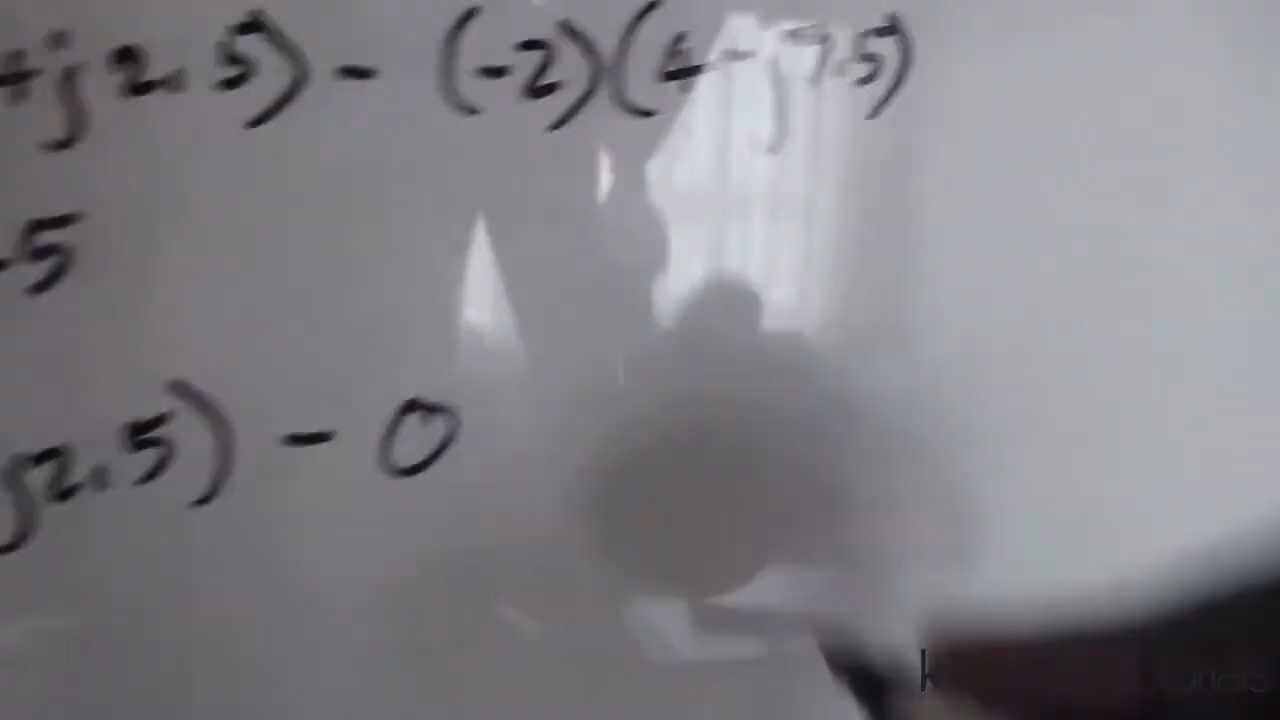 +j2.5) - (-2)(4-j7.5)
.5
j2.5) - 0